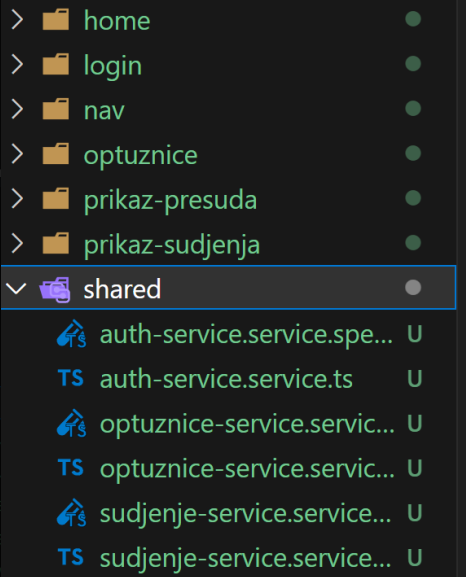 home
login
nav
optuznice
prikaz-presuda
prikaz-sudjenja
shared
TS auth-service.service.spe... U
TS auth-service.service.ts U
TS optuznice-service.servic... U
TS optuznice-service.servic... U
TS sudjenje-service.service... U
TS sudjenje-service.service... U